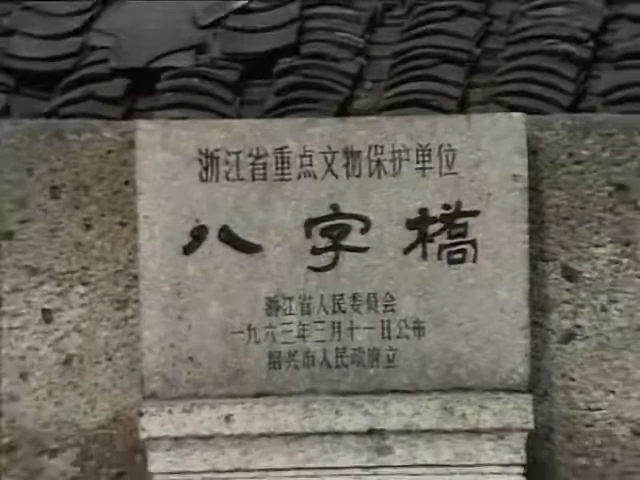 浙江省重点文物保护单位
八字橋
浙江省人民委员会
一九六三年三月十一日公布
绍兴市人民政府立